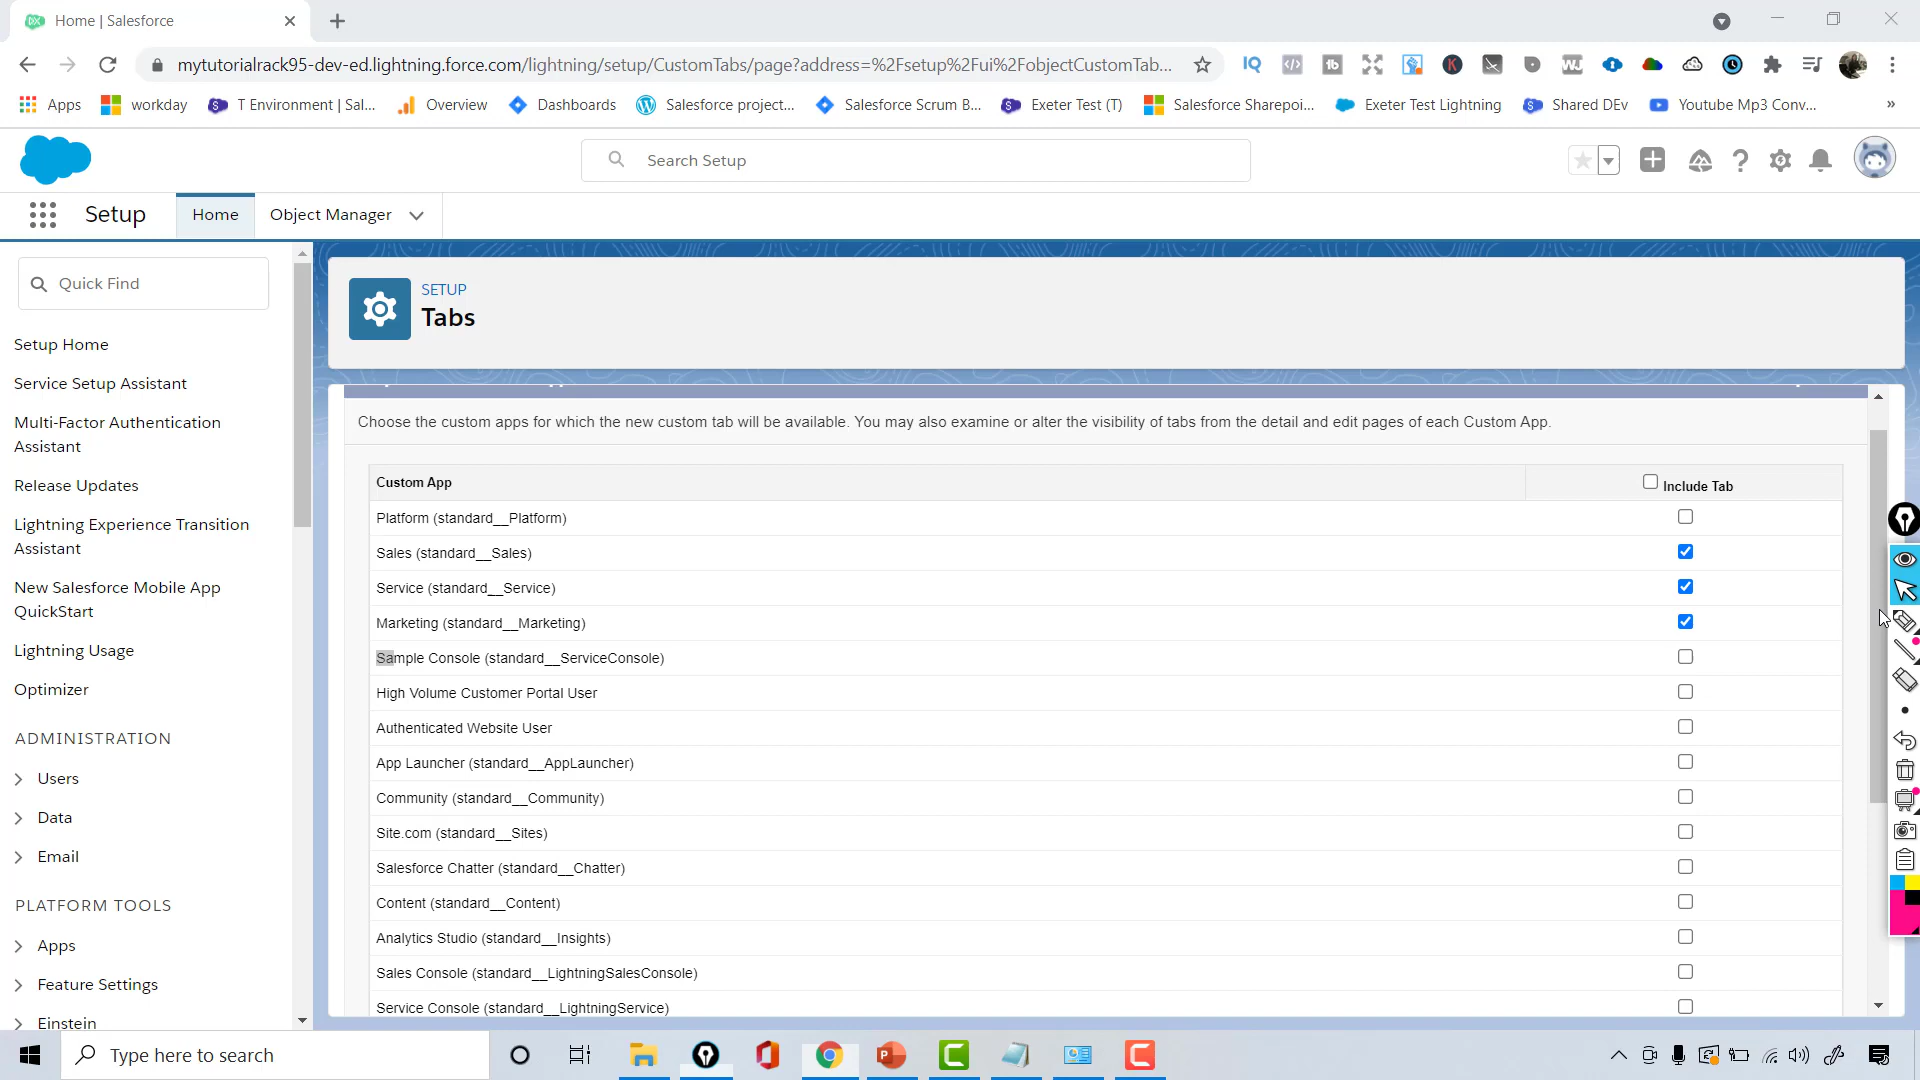 Home | Salesforce
mytutorialrack95-dev-ed.lightning.force.com/lightning/setup/CustomTabs/page?address=%2Fsetup%2Fui%2FobjectCustomTab...
Apps
workday
T Environment | Sal...
Overview
Dashboards
Salesforce project...
Salesforce Scrum B...
Exeter Test (T)
Salesforce Sharepoi...
Exeter Test Lightning
Shared DEv
Youtube Mp3 Conv...
»
Search Setup
Setup
Home
Object Manager
Quick Find
SETUP
Tabs
Setup Home
Service Setup Assistant
Multi-Factor Authentication
Assistant
Release Updates
Lightning Experience Transition
Assistant
New Salesforce Mobile App
QuickStart
Lightning Usage
Optimizer
ADMINISTRATION
Users
Data
Email
PLATFORM TOOLS
Apps
Feature Settings
Einstein
Choose the custom apps for which the new custom tab will be available. You may also examine or alter the visibility of tabs from the detail and edit pages of each Custom App.
Custom App
Include Tab
Platform (standard__Platform)
Sales (standard__Sales)
Service (standard__Service)
Marketing (standard__Marketing)
Sample Console (standard__ServiceConsole)
High Volume Customer Portal User
Authenticated Website User
App Launcher (standard__AppLauncher)
Community (standard__Community)
Site.com (standard__Sites)
Salesforce Chatter (standard__Chatter)
Content (standard__Content)
Analytics Studio (standard__Insights)
Sales Console (standard__LightningSalesConsole)
Service Console (standard__LightningService)
Type here to search